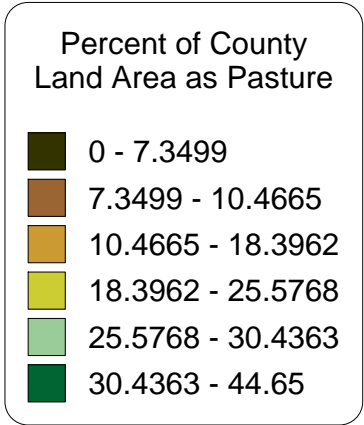 Percent of County
Land Area as Pasture
0 - 7.3499
7.3499 - 10.4665
10.4665 - 18.3962
18.3962 - 25.5768
25.5768 - 30.4363
30.4363 - 44.65